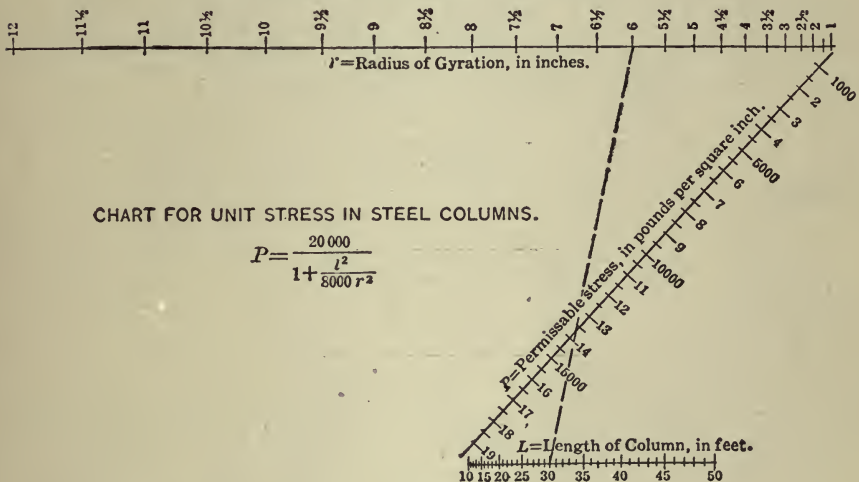 12 11½ 11 10½ 10 9½ 9 8½ 8 7½ 7 6½ 6 5½ 5 4½ 4 3½ 3 2½ 2 1
r=Radius of Gyration, in inches.
P=Permissable stress, in pounds per square inch.
1000 2 3 4 5000 6 7 8 9 10000 11 12 13 14 15000 16 17 18 19
CHART FOR UNIT STRESS IN STEEL COLUMNS.
P= 20 000
1+ l²
8000 r²
L=Length of Column, in feet.
10 15 20 25 30 35 40 45 50